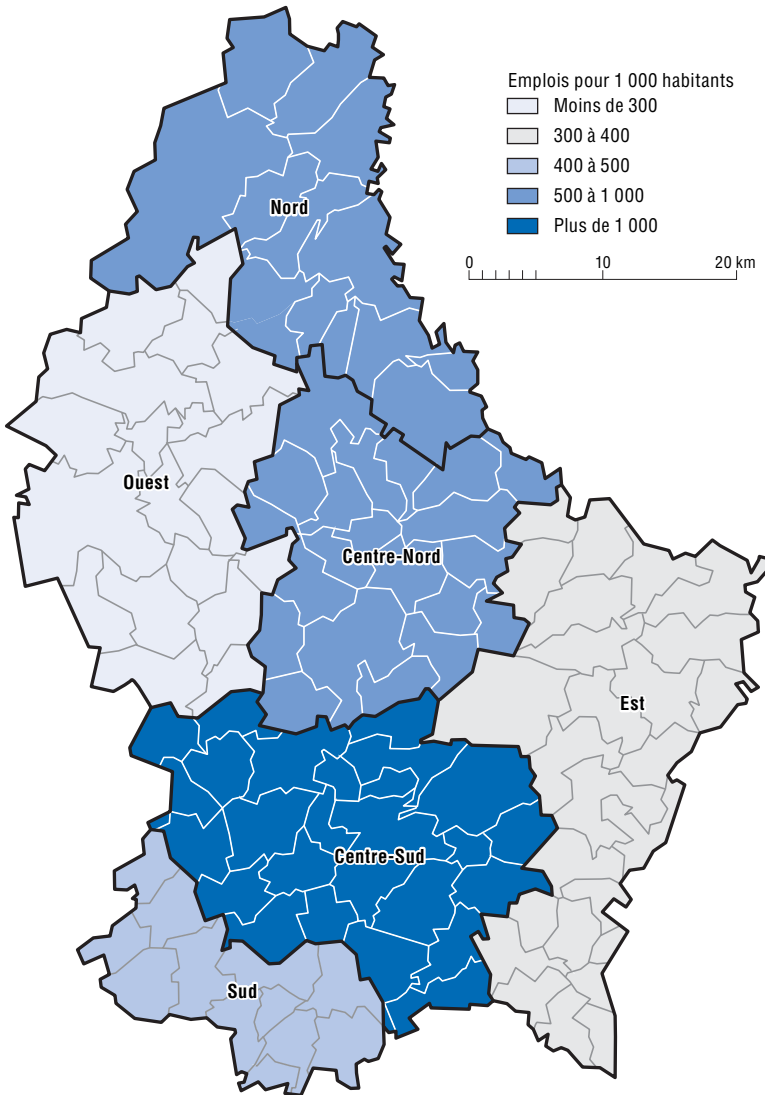 Emplois pour 1 000 habitants
Moins de 300
300 à 400
400 à 500
500 à 1 000
Plus de 1 000
0 10 20 km
Nord
Ouest
Centre-Nord
Est
Centre-Sud
Sud